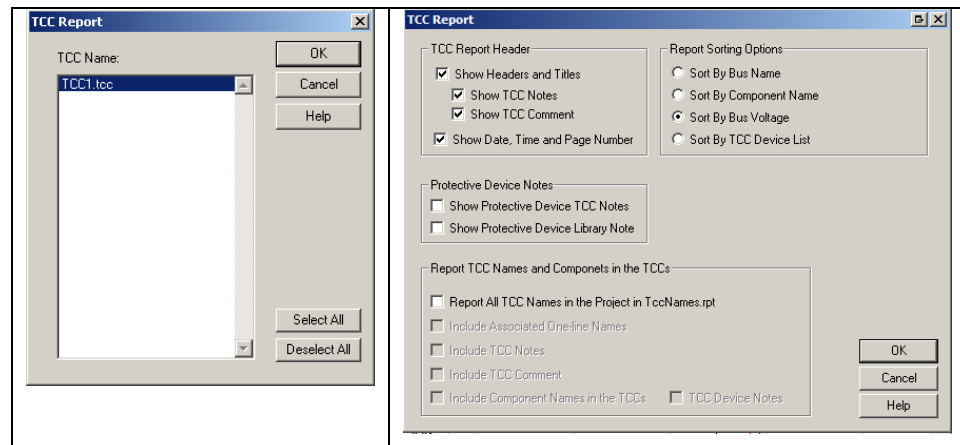 TCC Report
TCC Name:
TCC1.tcc
OK
Cancel
Help
Select All
Deselect All
TCC Report
TCC Report Header
Show Headers and Titles
Show TCC Notes
Show TCC Comment
Show Date, Time and Page Number
Report Sorting Options
Sort By Bus Name
Sort By Component Name
Sort By Bus Voltage
Sort By TCC Device List
Protective Device Notes
Show Protective Device TCC Notes
Show Protective Device Library Note
Report TCC Names and Componets in the TCCs
Report All TCC Names in the Project in TccNames.rpt
Include Associated One-line Names
Include TCC Notes
Include TCC Comment
Include Component Names in the TCCs TCC Device Notes
OK
Cancel
Help